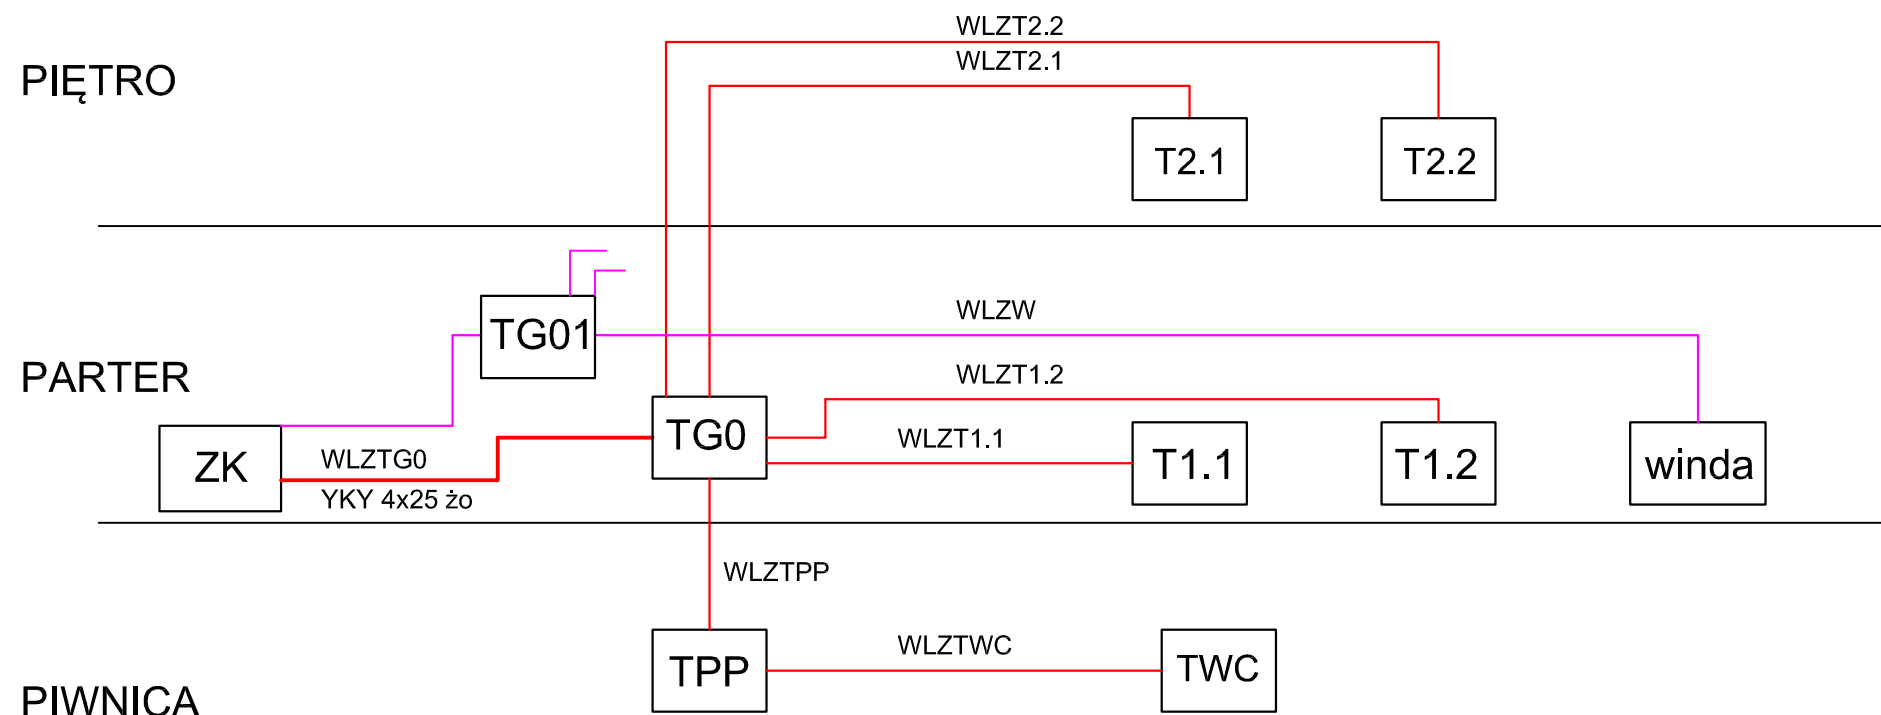 WLZT2.2
WLZT2.1
PIĘTRO
T2.1
T2.2
WLZW
TG01
PARTER
WLZT1.2
TG0
WLZT1.1
ZK
WLZTG0
YKY 4x25 żo
T1.1
T1.2
winda
WLZTPP
WLZTWC
TPP
TWC
PIWNICA